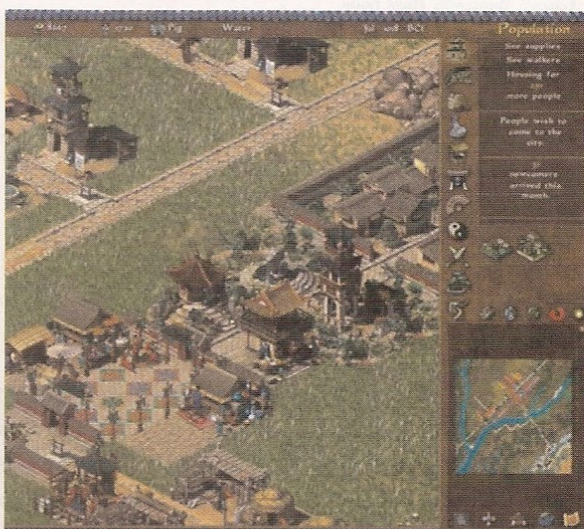 Pig
Water
Population
See supplies
See walkers
Housing for
more people
People wish to
come to the
city.
newcomers
arrived this
month.